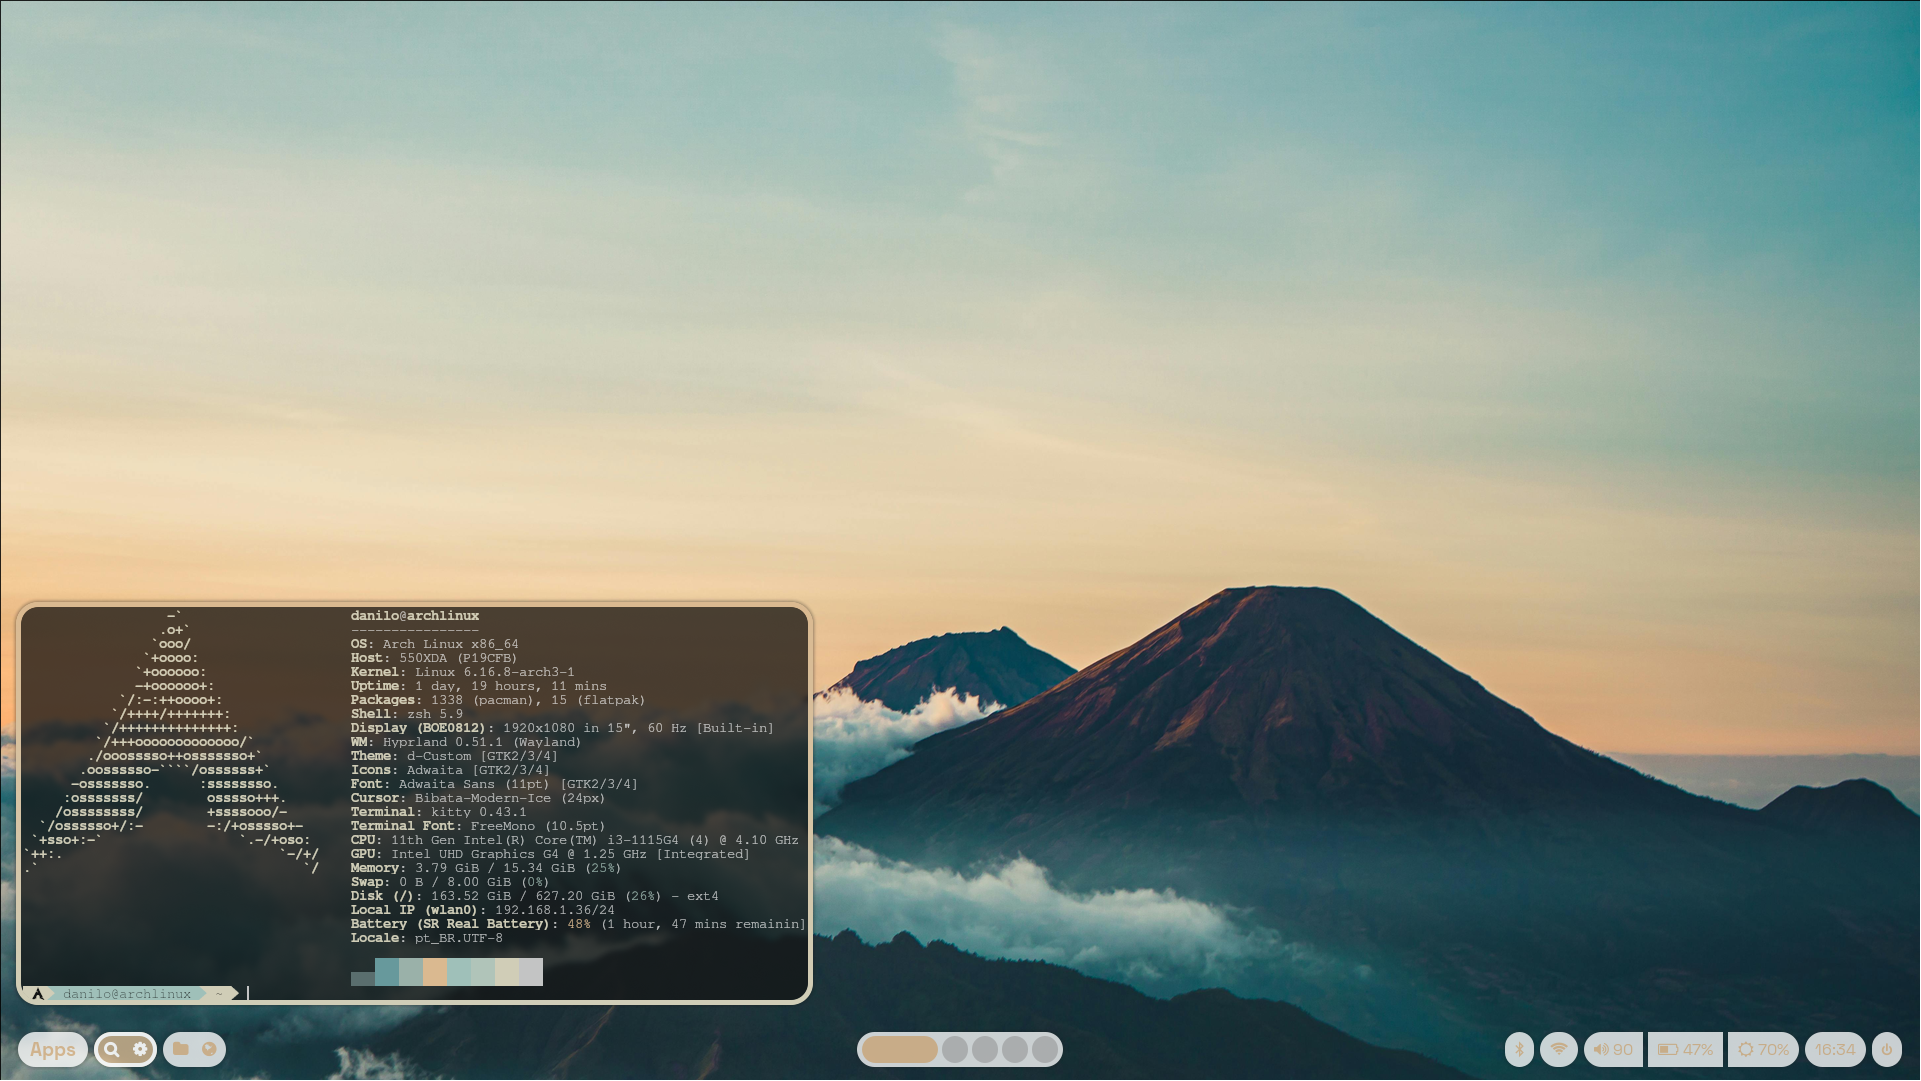 danilo@archlinux
----------------
OS: Arch Linux x86_64
Host: 550XDA (P19CFB)
Kernel: Linux 6.16.8-arch3-1
Uptime: 1 day, 19 hours, 11 mins
Packages: 1338 (pacman), 15 (flatpak)
Shell: zsh 5.9
Display (BOE0812): 1920x1080 in 15", 60 Hz [Built-in]
WM: Hyprland 0.51.1 (Wayland)
Theme: d-Custom [GTK2/3/4]
Icons: Adwaita [GTK2/3/4]
Font: Adwaita Sans (11pt) [GTK2/3/4]
Cursor: Bibata-Modern-Ice (24px)
Terminal: kitty 0.43.1
Terminal Font: FreeMono (10.5pt)
CPU: 11th Gen Intel(R) Core(TM) i3-1115G4 (4) @ 4.10 GHz
GPU: Intel UHD Graphics G4 @ 1.25 GHz [Integrated]
Memory: 3.79 GiB / 15.34 GiB (25%)
Swap: 0 B / 8.00 GiB (0%)
Disk (/): 163.52 GiB / 627.20 GiB (26%) - ext4
Local IP (wlan0): 192.168.1.36/24
Battery (SR Real Battery): 48% (1 hour, 47 mins remainin]
Locale: pt_BR.UTF-8
danilo@archlinux ~
Apps
90
47%
70%
16:34